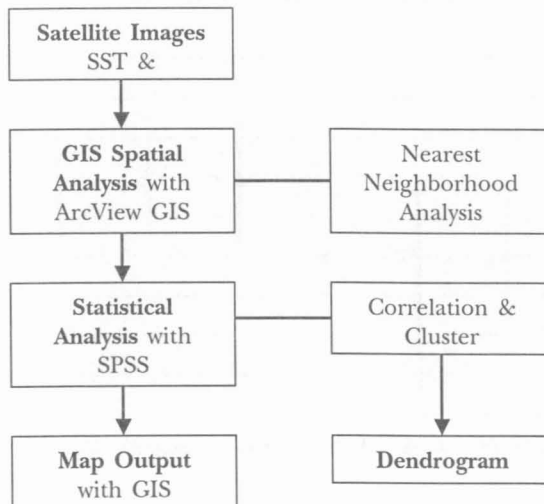 Satellite Images
SST &
GIS Spatial
Analysis with
ArcView GIS
Nearest
Neighborhood
Analysis
Statistical
Analysis with
SPSS
Correlation &
Cluster
Map Output
with GIS
Dendrogram